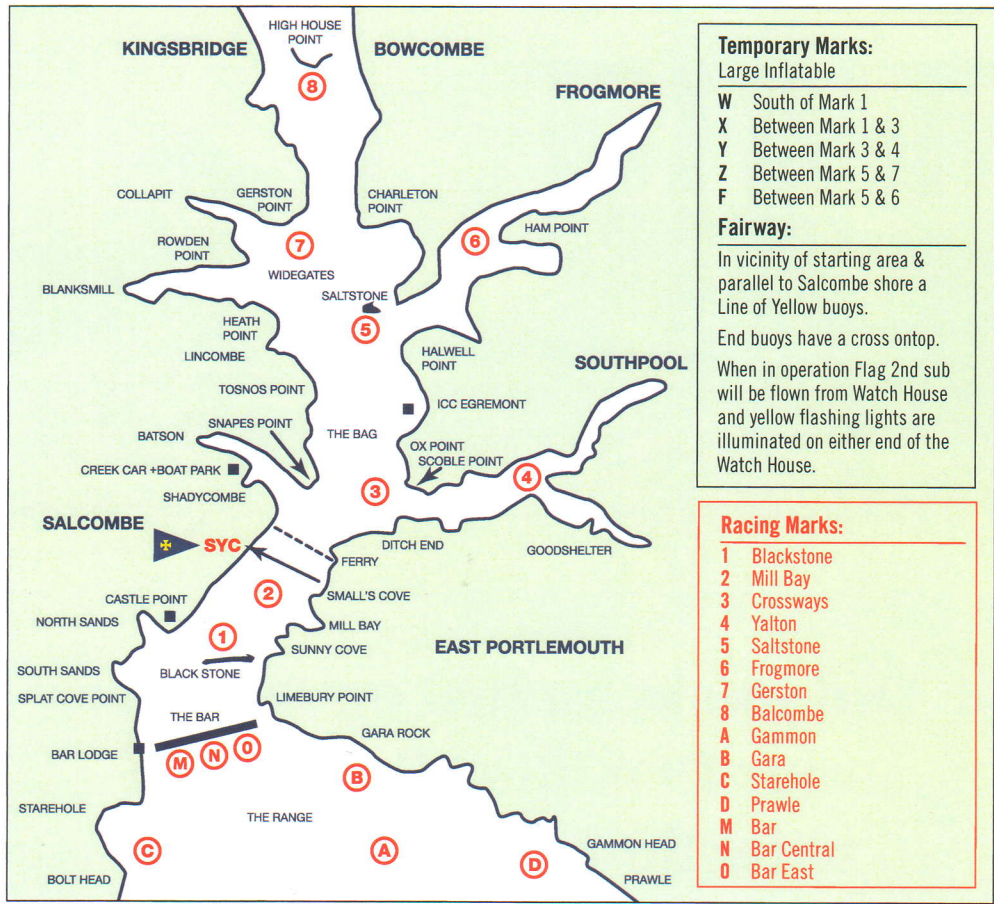 HIGH HOUSE
POINT
KINGSBRIDGE
BOWCOMBE
8
FROGMORE
COLLAPIT
GERSTON
POINT
CHARLETON
POINT
HAM POINT
6
7
ROWDEN
POINT
WIDEGATES
BLANKSMILL
SALTSTONE
5
HEATH
POINT
LINCOMBE
HALWELL
POINT
SOUTHPOOL
TOSNOS POINT
ICC EGREMONT
SNAPES POINT
THE BAG
BATSON
OX POINT
SCOBLE POINT
CREEK CAR +BOAT PARK
4
3
SHADYCOMBE
SALCOMBE
SYC
DITCH END
GOODSHELTER
FERRY
2
SMALL'S COVE
CASTLE POINT
NORTH SANDS
MILL BAY
1
SUNNY COVE
EAST PORTLEMOUTH
SOUTH SANDS
BLACK STONE
SPLAT COVE POINT
LIMEBURY POINT
THE BAR
GARA ROCK
BAR LODGE
M
N
O
B
STAREHOLE
THE RANGE
GAMMON HEAD
C
A
D
BOLT HEAD
PRAWLE
Temporary Marks:
Large Inflatable
W South of Mark 1
X Between Mark 1 & 3
Y Between Mark 3 & 4
Z Between Mark 5 & 7
F Between Mark 5 & 6
Fairway:
In vicinity of starting area &
parallel to Salcombe shore a
Line of Yellow buoys.
End buoys have a cross ontop.
When in operation Flag 2nd sub
will be flown from Watch House
and yellow flashing lights are
illuminated on either end of the
Watch House.
Racing Marks:
1 Blackstone
2 Mill Bay
3 Crossways
4 Yalton
5 Saltstone
6 Frogmore
7 Gerston
8 Balcombe
A Gammon
B Gara
C Starehole
D Prawle
M Bar
N Bar Central
O Bar East